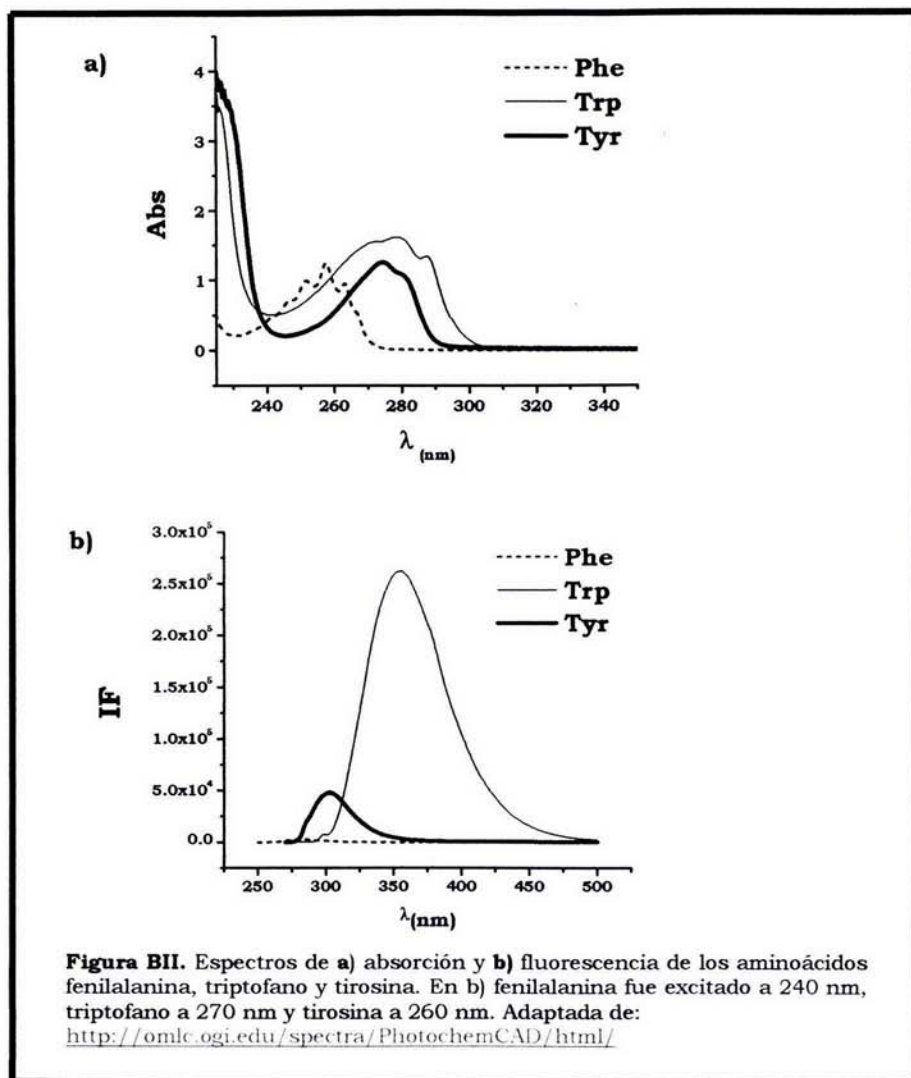 a)
Phe
Trp
Tyr
Abs
4
3
2
1
0
240 260 280 300 320 340
λ (nm)
b)
Phe
Trp
Tyr
IF
3.0x10⁵
2.5x10⁵
2.0x10⁵
1.5x10⁵
1.0x10⁵
5.0x10⁴
0.0
250 300 350 400 450 500
λ(nm)
Figura BII. Espectros de a) absorción y b) fluorescencia de los aminoácidos
fenilalanina, triptofano y tirosina. En b) fenilalanina fue excitado a 240 nm,
triptofano a 270 nm y tirosina a 260 nm. Adaptada de:
http://omlc.ogi.edu/spectra/PhotochemCAD/html/